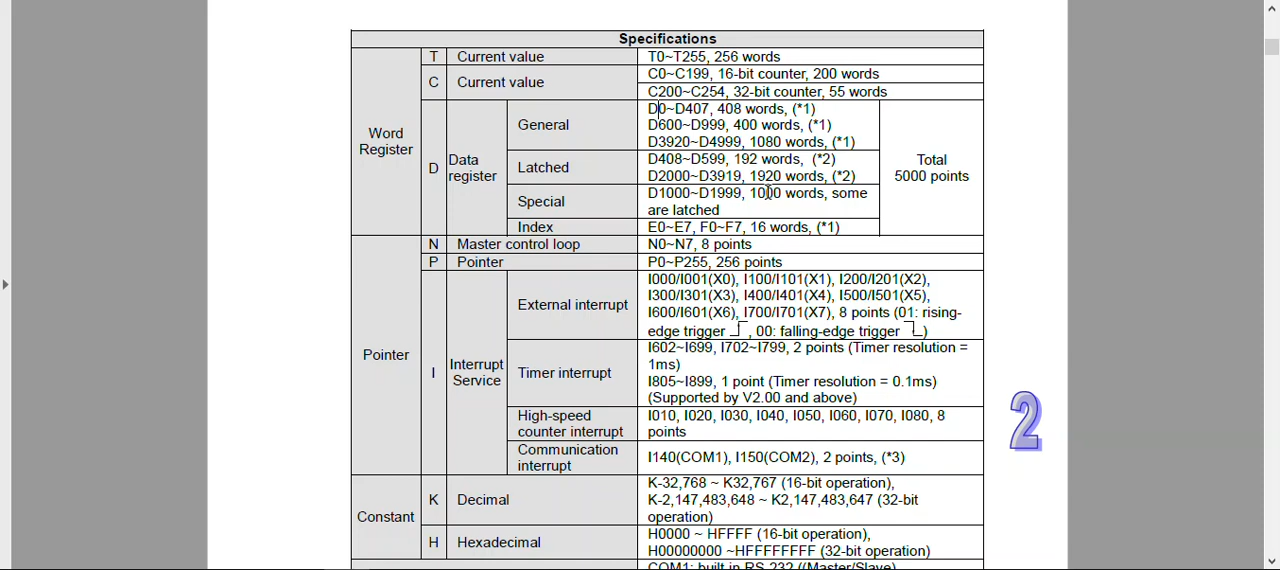 Specifications
Word
Register
T
Current value
T0~T255, 256 words
C
Current value
C0~C199, 16-bit counter, 200 words
C200~C254, 32-bit counter, 55 words
D
Data
register
General
D0~D407, 408 words, (*1)
D600~D999, 400 words, (*1)
D3920~D4999, 1080 words, (*1)
Latched
D408~D599, 192 words, (*2)
D2000~D3919, 1920 words, (*2)
Special
D1000~D1999, 1000 words, some
are latched
Index
E0~E7, F0~F7, 16 words, (*1)
Total
5000 points
Pointer
N
Master control loop
N0~N7, 8 points
P
Pointer
P0~P255, 256 points
I
Interrupt
Service
External interrupt
I000/I001(X0), I100/I101(X1), I200/I201(X2),
I300/I301(X3), I400/I401(X4), I500/I501(X5),
I600/I601(X6), I700/I701(X7), 8 points (01: rising-
edge trigger , 00: falling-edge trigger )
Timer interrupt
I602~I699, I702~I799, 2 points (Timer resolution =
1ms)
I805~I899, 1 point (Timer resolution = 0.1ms)
(Supported by V2.00 and above)
High-speed
counter interrupt
I010, I020, I030, I040, I050, I060, I070, I080, 8
points
Communication
interrupt
I140(COM1), I150(COM2), 2 points, (*3)
Constant
K
Decimal
K-32,768 ~ K32,767 (16-bit operation),
K-2,147,483,648 ~ K2,147,483,647 (32-bit
operation)
H
Hexadecimal
H0000 ~ HFFFF (16-bit operation),
H00000000 ~HFFFFFFFF (32-bit operation)
COM1: built in RS-232 ((Master/Slave)
2